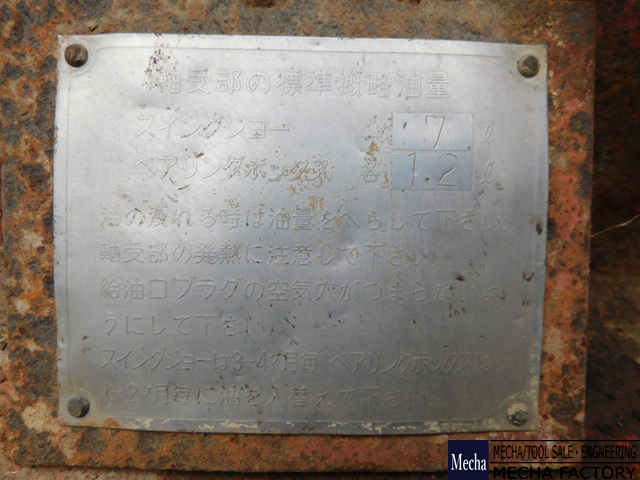 軸受部の標準概略油量
スイングジョー 7 ℓ
ベアリングボックス 各 1.2 ℓ
油の洩れる時は油量をへらして下さい。
軸受部の発熱に注意して下さい
給油口プラグの空気穴がつまらないよ
うにして下さい
スイングジョーは3-4ケ月毎 ベアリングボックスは
1-2ケ月毎に油を入替えて下さい
Mecha
MECHA/TOOL SALE・ENGNEERING
MECHA FACTORY